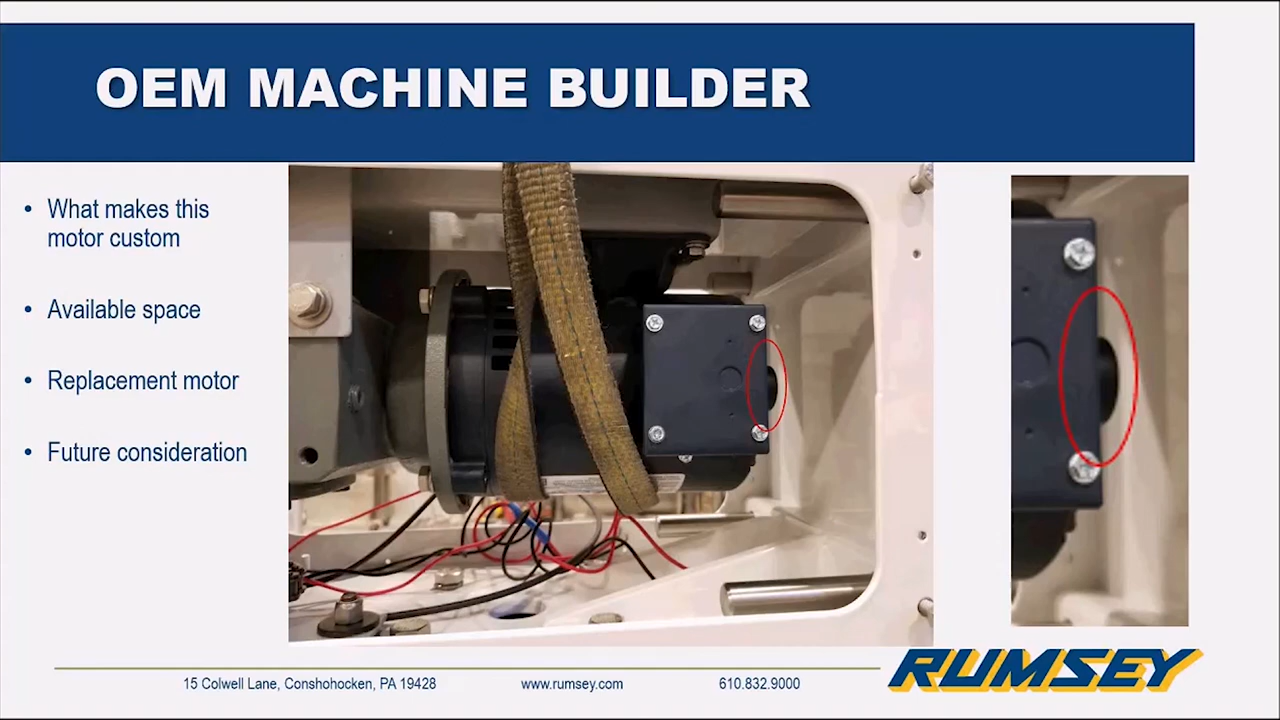 OEM MACHINE BUILDER
• What makes this
motor custom
• Available space
• Replacement motor
• Future consideration
15 Colwell Lane, Conshohocken, PA 19428
www.rumsey.com
610.832.9000
RUMSEY